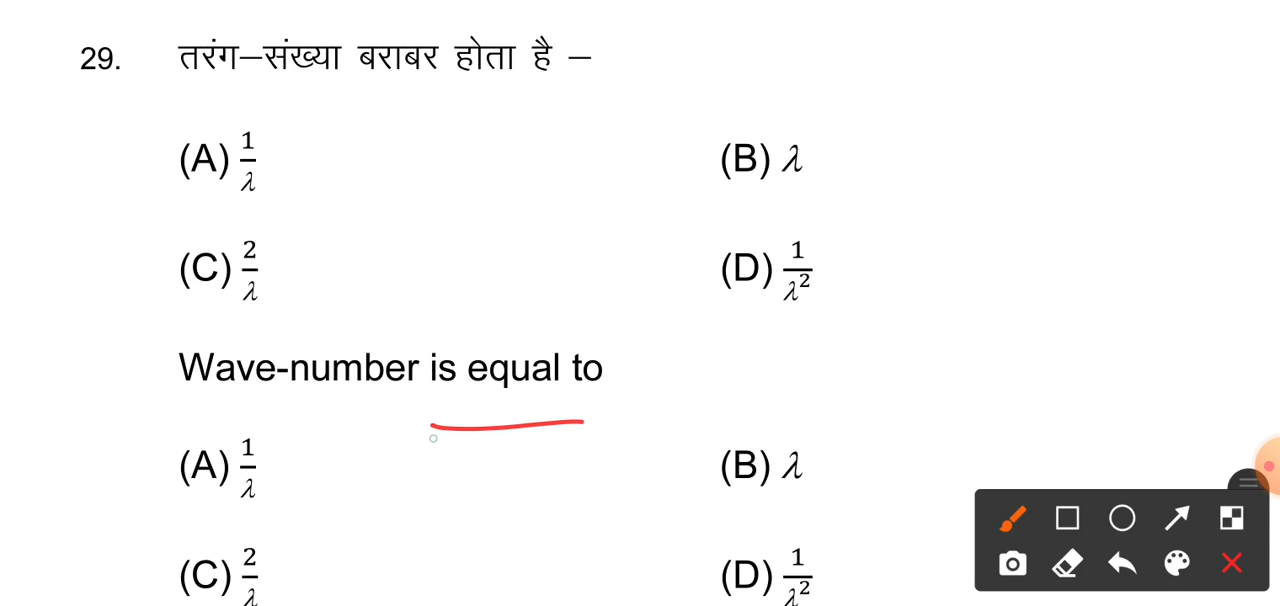 29. तरंग–संख्या बराबर होता है –
(A) 1/λ (B) λ
(C) 2/λ (D) 1/λ²
Wave-number is equal to
(A) 1/λ (B) λ
(C) 2/λ (D) 1/λ²